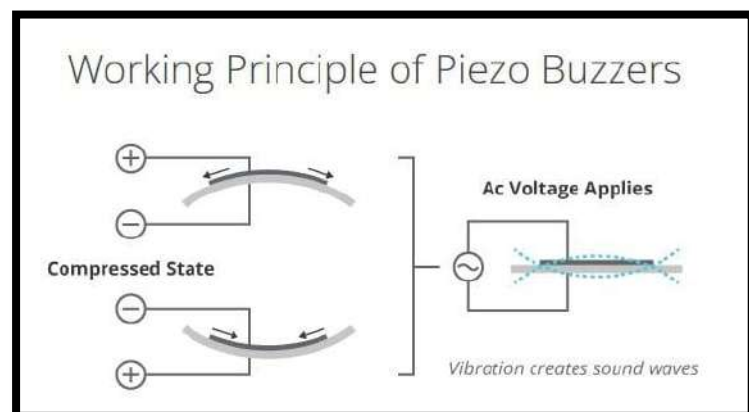 Working Principle of Piezo Buzzers
+
−
Compressed State
−
+
Ac Voltage Applies
~
Vibration creates sound waves